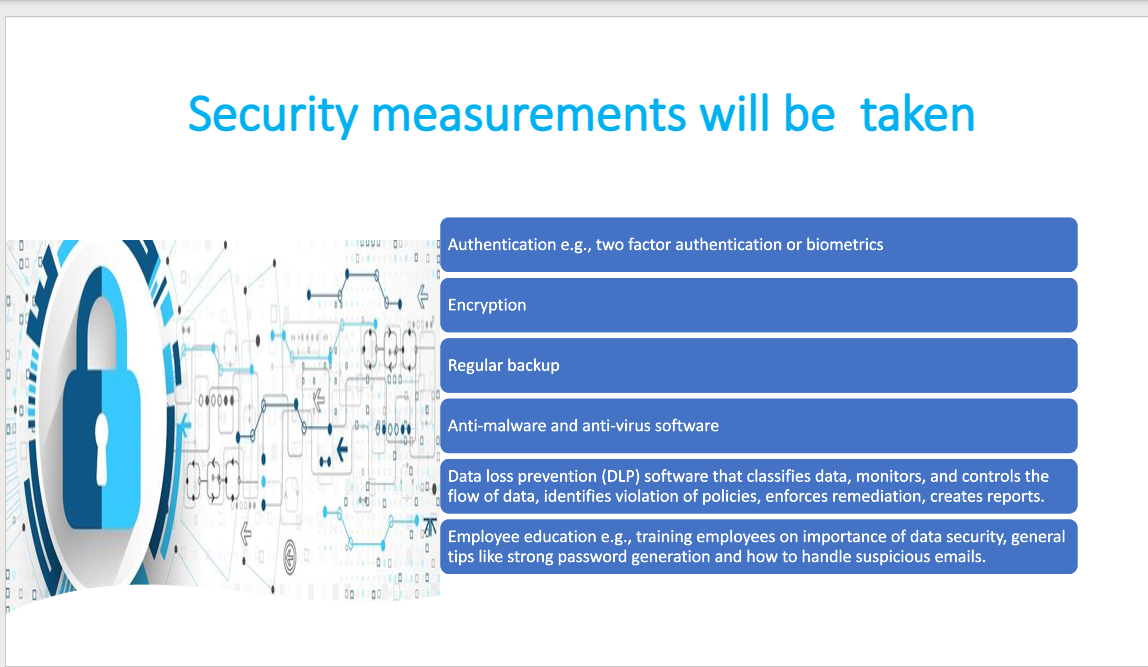 Security measurements will be  taken
Authentication e.g., two factor authentication or biometrics
Encryption
Regular backup
Anti-malware and anti-virus software
Data loss prevention (DLP) software that classifies data, monitors, and controls the
flow of data, identifies violation of policies, enforces remediation, creates reports.
Employee education e.g., training employees on importance of data security, general
tips like strong password generation and how to handle suspicious emails.